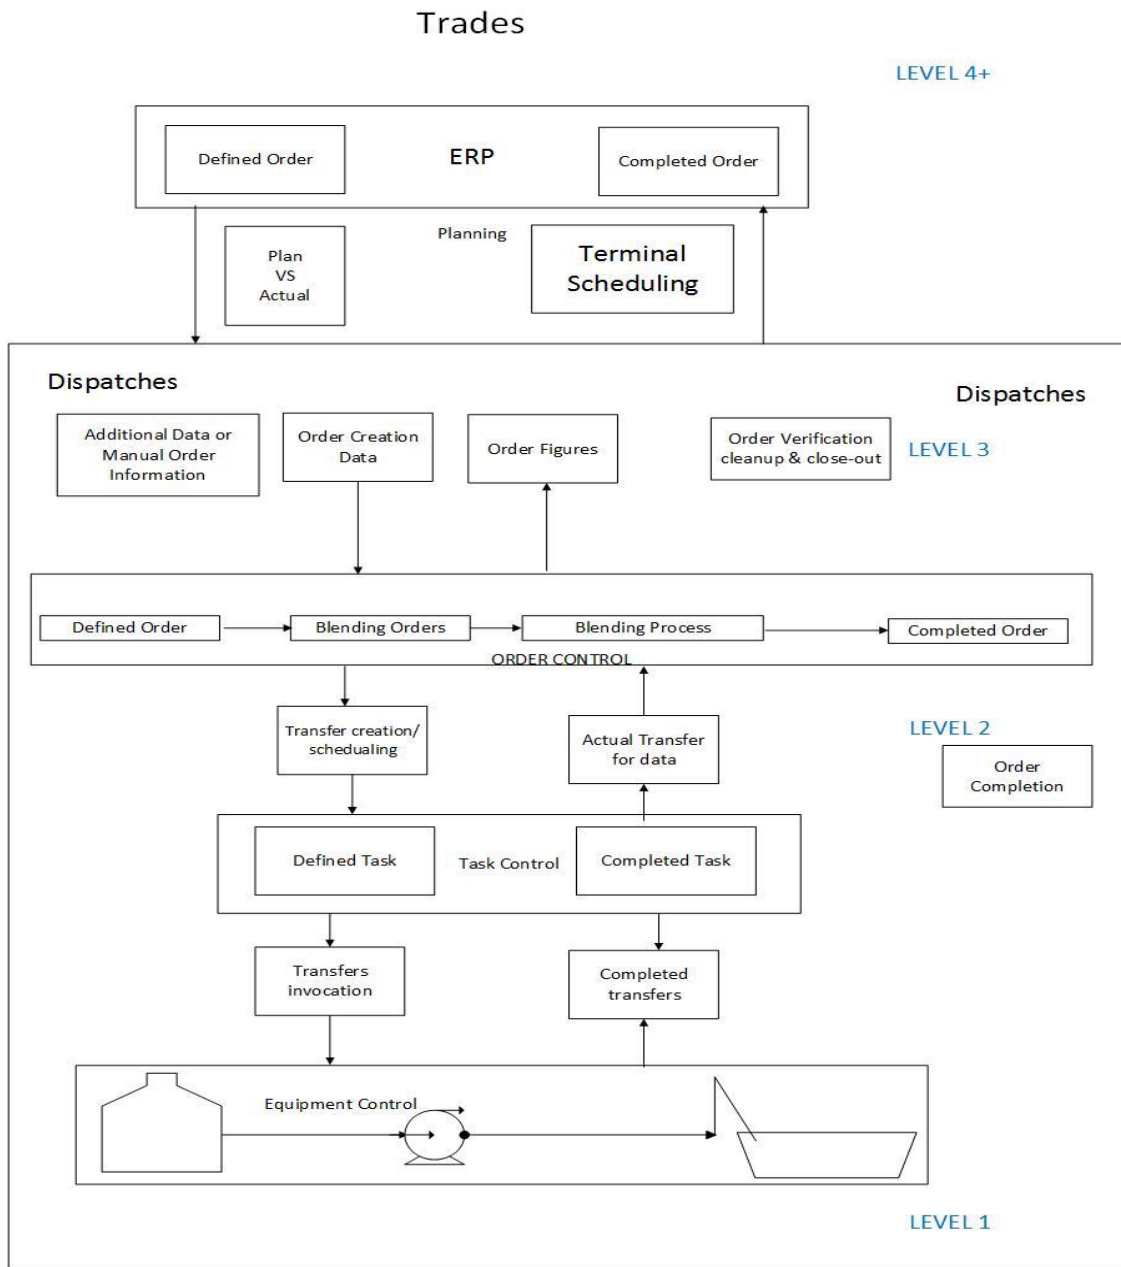 Trades
LEVEL 4+
Defined Order
ERP
Completed Order
Planning
Plan
VS
Actual
Terminal
Scheduling
Dispatches
Dispatches
Additional Data or
Manual Order
Information
Order Creation
Data
Order Figures
Order Verification
cleanup & close-out
LEVEL 3
Defined Order
Blending Orders
Blending Process
Completed Order
ORDER CONTROL
Transfer creation/
schedualing
Actual Transfer
for data
LEVEL 2
Order
Completion
Defined Task
Task Control
Completed Task
Transfers
invocation
Completed
transfers
Equipment Control
LEVEL 1